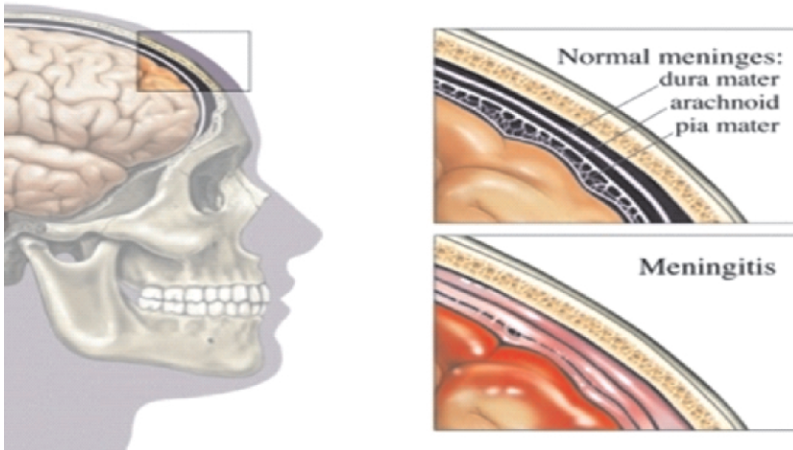 Normal meninges:
dura mater
arachnoid
pia mater
Meningitis